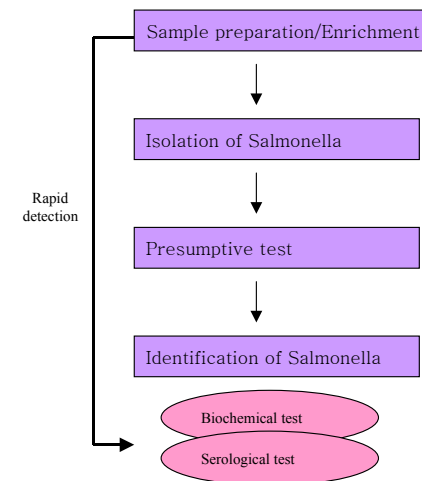 Sample preparation/Enrichment
Isolation of Salmonella
Rapid
detection
Presumptive test
Identification of Salmonella
Biochemical test
Serological test